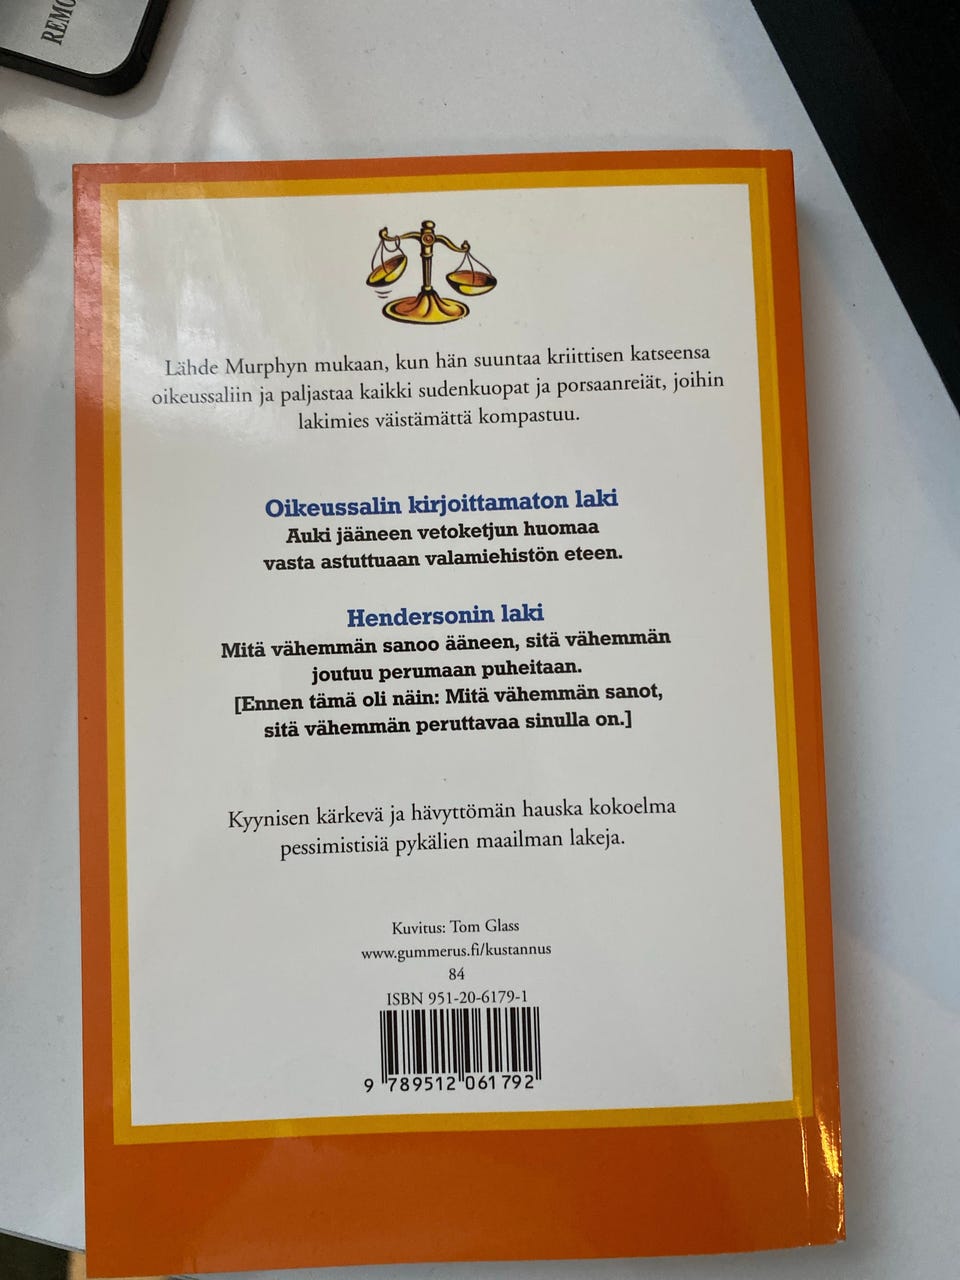 REMO
Lähde Murphyn mukaan, kun hän suuntaa kriittisen katseensa
oikeussaliin ja paljastaa kaikki sudenkuopat ja porsaanreiät, joihin
lakimies väistämättä kompastuu.
Oikeussalin kirjoittamaton laki
Auki jääneen vetoketjun huomaa
vasta astuttuaan valamiehistön eteen.
Hendersonin laki
Mitä vähemmän sanoo ääneen, sitä vähemmän
joutuu perumaan puheitaan.
[Ennen tämä oli näin: Mitä vähemmän sanot,
sitä vähemmän peruttavaa sinulla on.]
Kyynisen kärkevä ja hävyttömän hauska kokoelma
pessimistisiä pykälien maailman lakeja.
Kuvitus: Tom Glass
www.gummerus.fi/kustannus
84
ISBN 951-20-6179-1
9 789512 061792